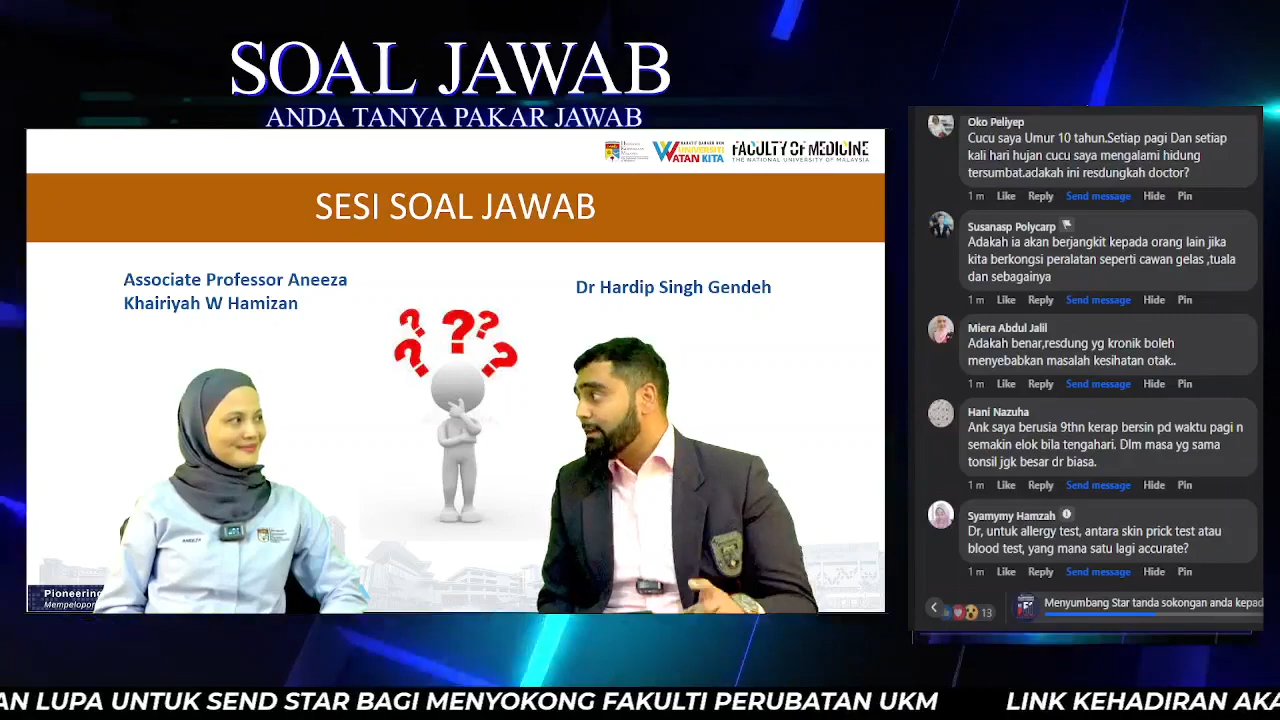 SOAL JAWAB
ANDA TANYA PAKAR JAWAB
UNIVERSITI
WATAN KITA
FACULTY OF MEDICINE
THE NATIONAL UNIVERSITY OF MALAYSIA
SESI SOAL JAWAB
Associate Professor Aneeza
Khairiyah W Hamizan
Dr Hardip Singh Gendeh
ANEEZA
Pioneering
Mempelopor
Oko Peliyep
Cucu saya Umur 10 tahun.Setiap pagi Dan setiap
kali hari hujan cucu saya mengalami hidung
tersumbat.adakah ini resdungkah doctor?
1 m Like Reply Send message Hide Pin
Susanasp Polycarp
Adakah ia akan berjangkit kepada orang lain jika
kita berkongsi peralatan seperti cawan gelas ,tuala
dan sebagainya
1 m Like Reply Send message Hide Pin
Miera Abdul Jalil
Adakah benar,resdung yg kronik boleh
menyebabkan masalah kesihatan otak..
1 m Like Reply Send message Hide Pin
Hani Nazuha
Ank saya berusia 9thn kerap bersin pd waktu pagi n
semakin elok bila tengahari. Dlm masa yg sama
tonsil jgk besar dr biasa.
1 m Like Reply Send message Hide Pin
Syamymy Hamzah
Dr, untuk allergy test, antara skin prick test atau
blood test, yang mana satu lagi accurate?
1 m Like Reply Send message Hide Pin
13
Menyumbang Star tanda sokongan anda kepad
AN LUPA UNTUK SEND STAR BAGI MENYOKONG FAKULTI PERUBATAN UKM LINK KEHADIRAN AKA